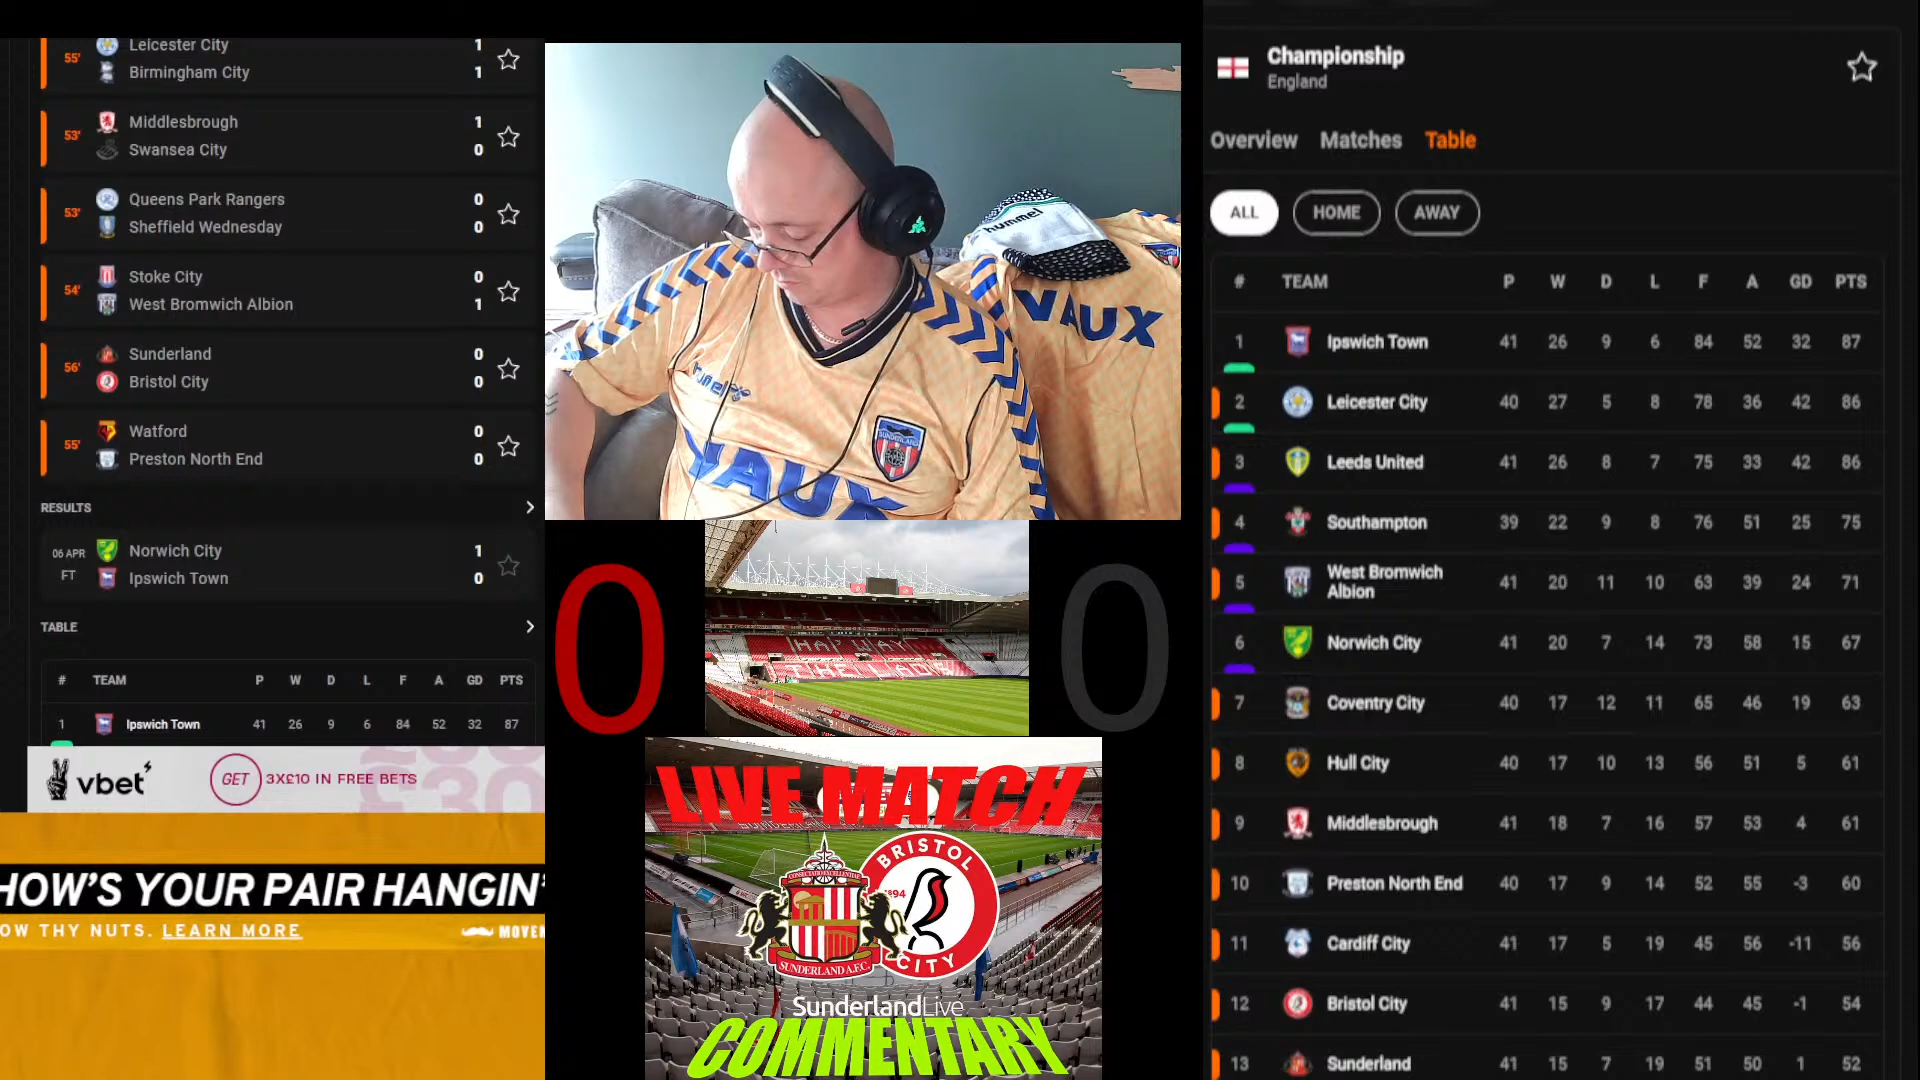 55'
Leicester City 1
Birmingham City 1
53'
Middlesbrough 1
Swansea City 0
53'
Queens Park Rangers 0
Sheffield Wednesday 0
54'
Stoke City 0
West Bromwich Albion 1
56'
Sunderland 0
Bristol City 0
55'
Watford 0
Preston North End 0
RESULTS
06 APR
FT
Norwich City 1
Ipswich Town 0
TABLE
# TEAM P W D L F A GD PTS
1 Ipswich Town 41 26 9 6 84 52 32 87
vbet GET 3X£10 IN FREE BETS
HOW'S YOUR PAIR HANGIN'
OW THY NUTS. LEARN MORE
MOVEM
hummel
VAUX
SUNDERLAND
VAUX
0 0
HA'WAY
THE LADS
LIVE MATCH
BRISTOL
1894
CITY
CONSECTATIO EXCELLENTIAE
SUNDERLAND A.F.C
SunderlandLive
COMMENTARY
Championship
England
Overview Matches Table
ALL HOME AWAY
# TEAM P W D L F A GD PTS
1 Ipswich Town 41 26 9 6 84 52 32 87
2 Leicester City 40 27 5 8 78 36 42 86
3 Leeds United 41 26 8 7 75 33 42 86
4 Southampton 39 22 9 8 76 51 25 75
5 West Bromwich Albion 41 20 11 10 63 39 24 71
6 Norwich City 41 20 7 14 73 58 15 67
7 Coventry City 40 17 12 11 65 46 19 63
8 Hull City 40 17 10 13 56 51 5 61
9 Middlesbrough 41 18 7 16 57 53 4 61
10 Preston North End 40 17 9 14 52 55 -3 60
11 Cardiff City 41 17 5 19 45 56 -11 56
12 Bristol City 41 15 9 17 44 45 -1 54
13 Sunderland 41 15 7 19 51 50 1 52